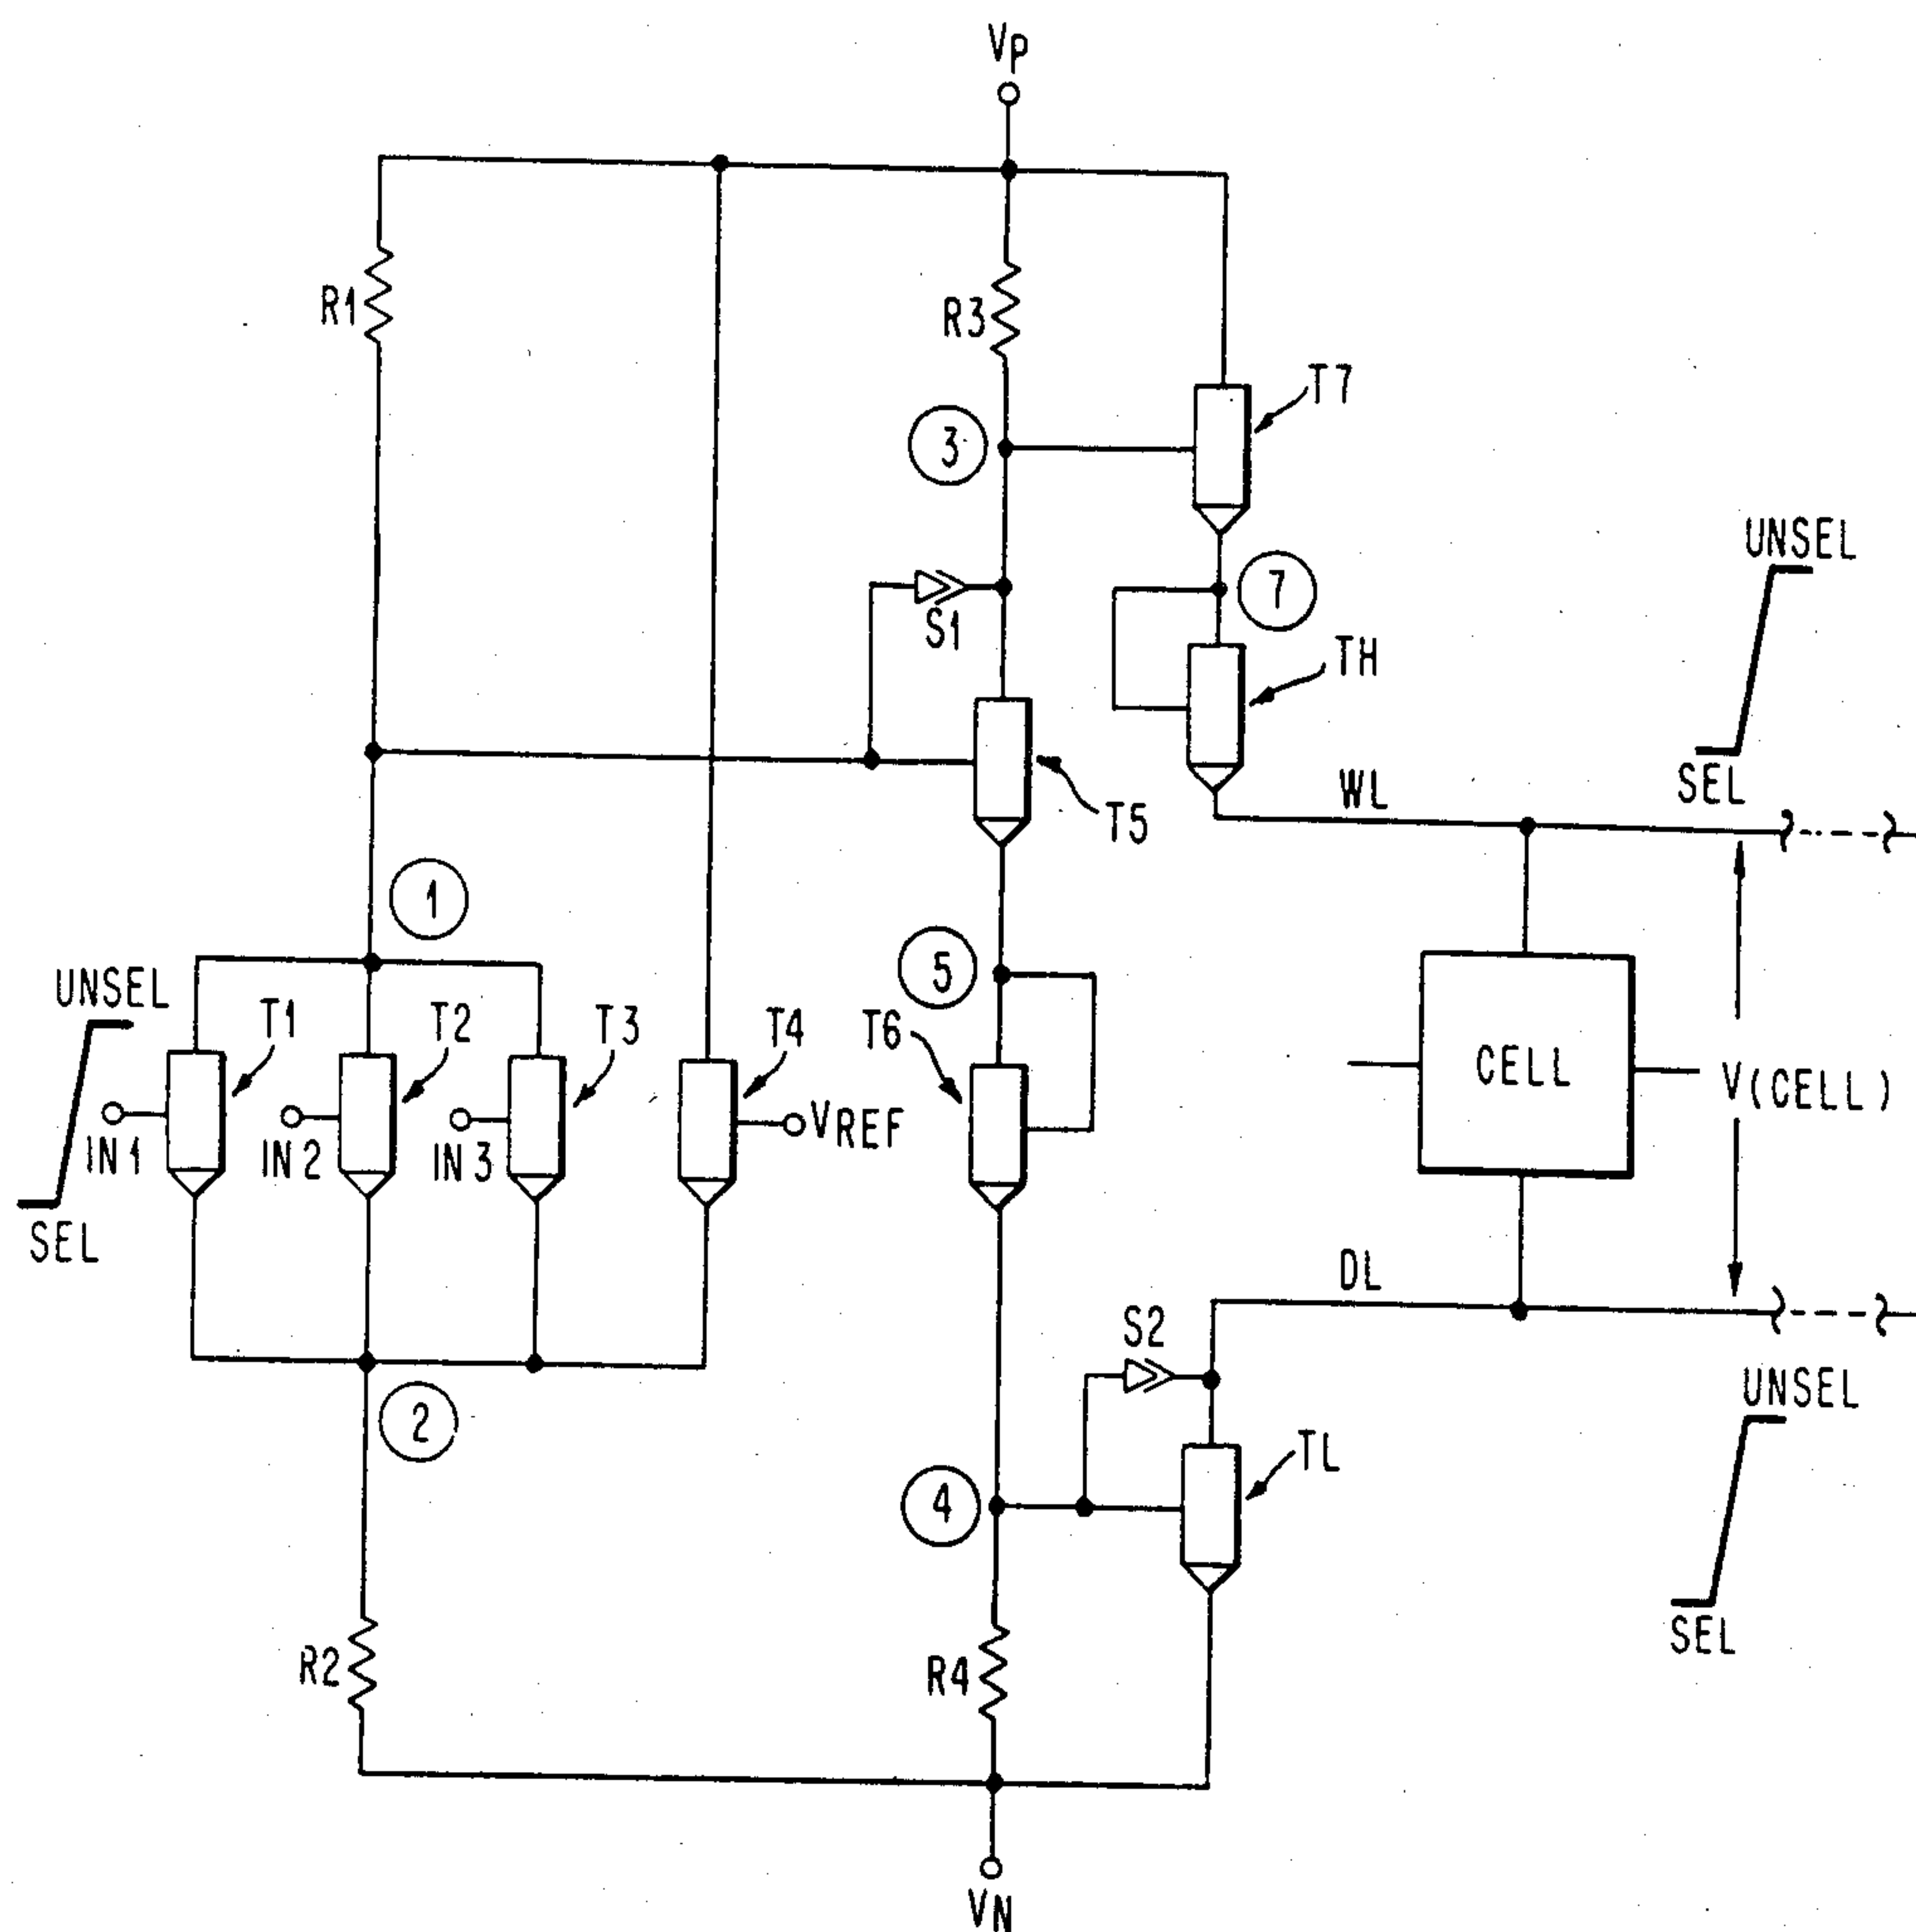 VP
R1
R3
T7
3
UNSEL
7
S1
TH
SEL
WL
T5
1
5
UNSEL
T1
T2
T3
T4
T6
CELL
V(CELL)
VREF
IN1
IN2
IN3
SEL
DL
S2
UNSEL
2
TL
4
SEL
R2
R4
VN